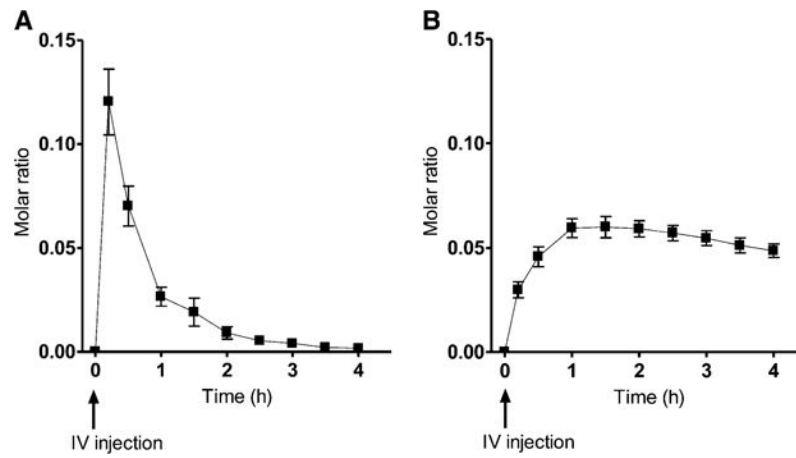 A
0.15
0.10
0.05
0.00
Molar ratio
0 1 2 3 4
Time (h)
IV injection
B
0.15
0.10
0.05
0.00
Molar ratio
0 1 2 3 4
Time (h)
IV injection